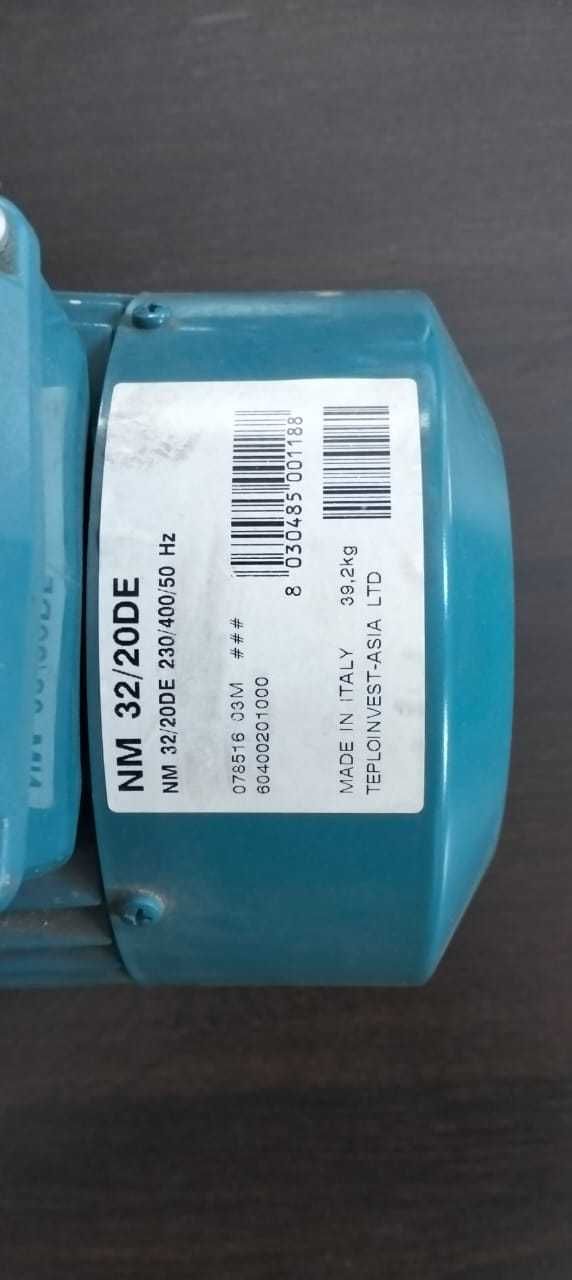 NM 32/20DE
NM 32/20DE 230/400/50 Hz
078516 03M ###
60400201000
8 030485 001188
MADE IN ITALY 39,2kg
TEPLOINVEST-ASIA LTD